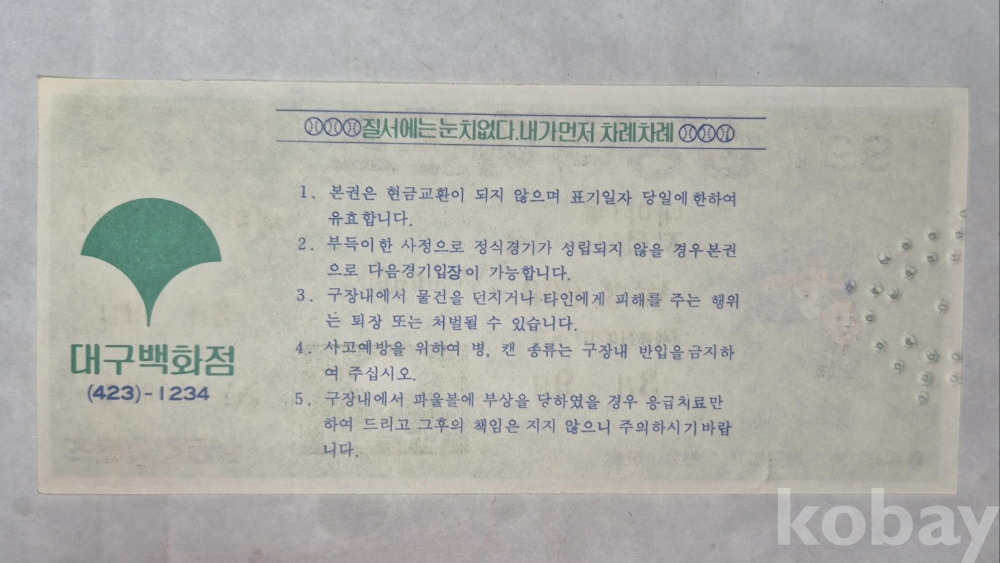 질서에는눈치없다.내가먼저 차례차례
1. 본권은 현금교환이 되지 않으며 표기일자 당일에한하여
유효합니다.
2. 부득이한 사정으로 정식경기가 성립되지 않을 경우본권
으로 다음경기입장이 가능합니다.
3. 구장내에서 물건을 던지거나 타인에게 피해를 주는 행위
는 퇴장 또는 처벌될 수 있습니다.
4. 사고예방을 위하여 병, 캔 종류는 구장내 반입을금지하
여 주십시오.
5. 구장내에서 파울볼에 부상을 당하였을 경우 응급치료만
하여 드리고 그후의 책임은 지지 않으니 주의하시기바랍
니다.
대구백화점
(423)-1234
kobay